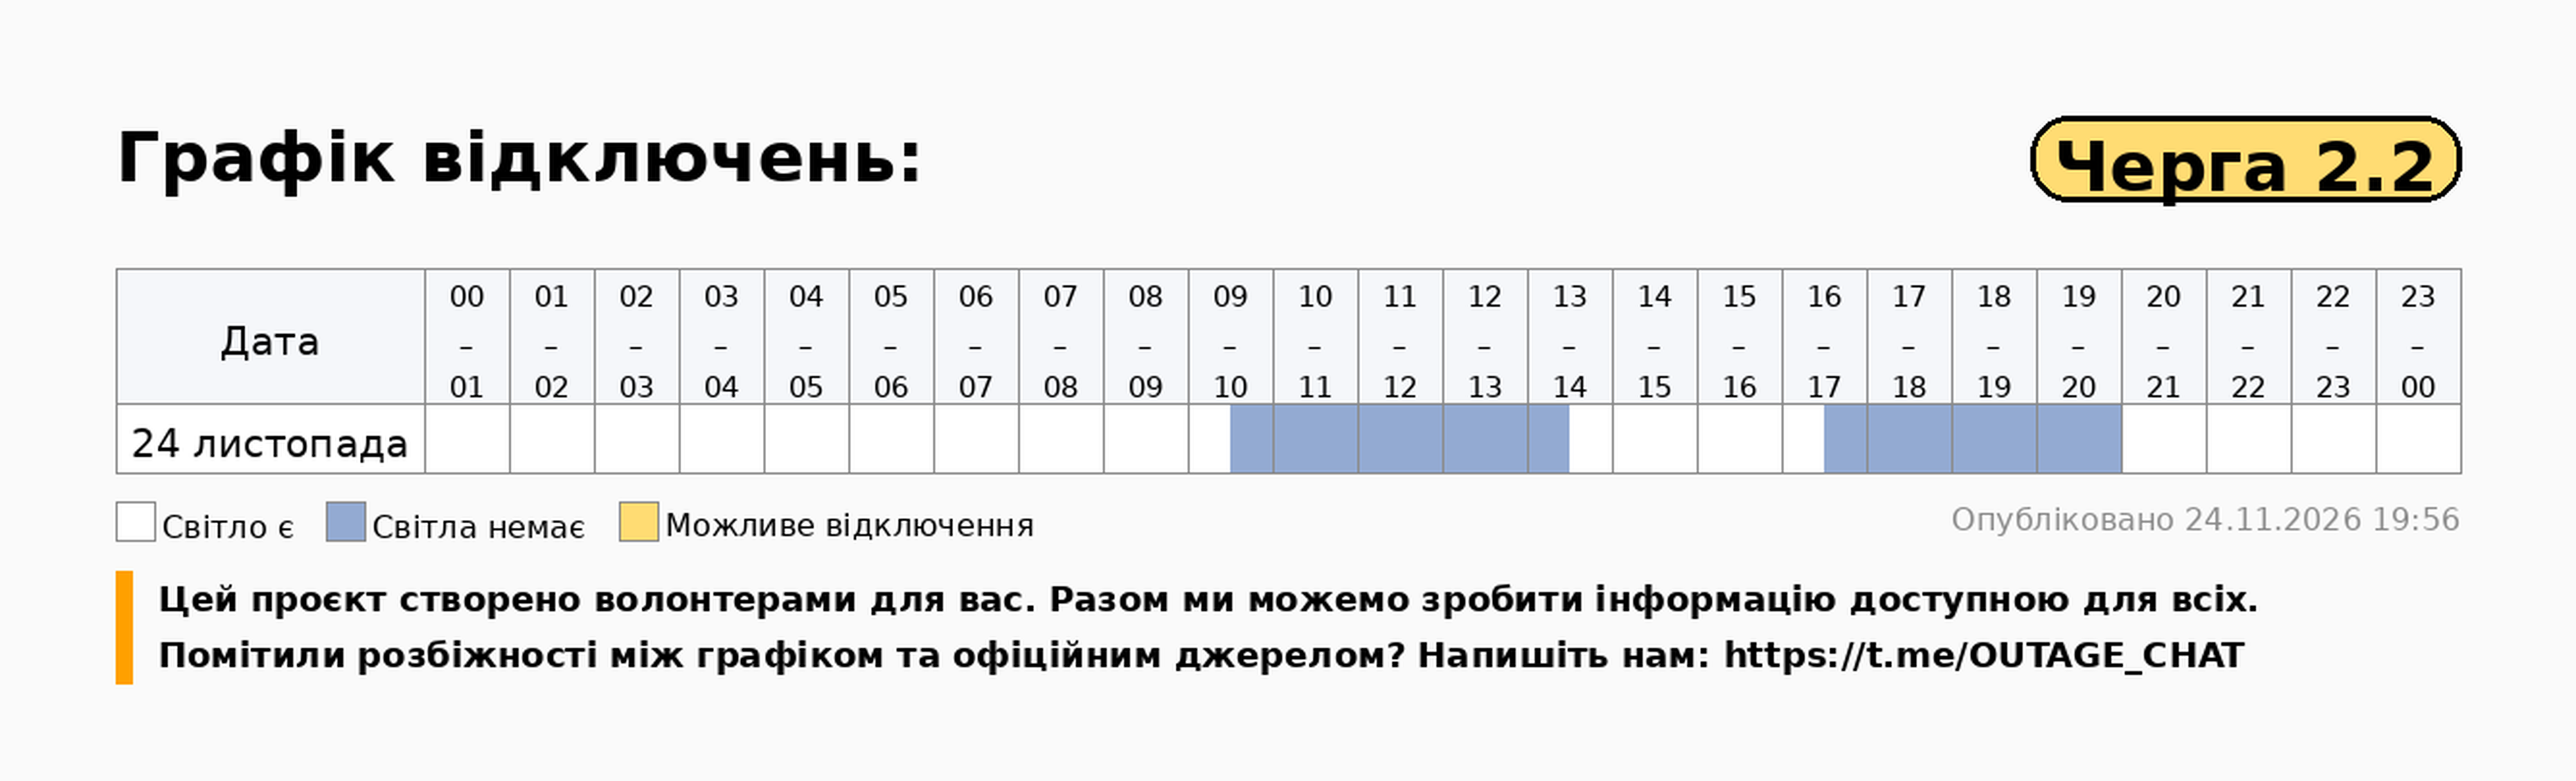 Графік відключень:
Черга 2.2
Дата 00 – 01 01 – 02 02 – 03 03 – 04 04 – 05 05 – 06 06 – 07 07 – 08 08 – 09 09 – 10 10 – 11 11 – 12 12 – 13 13 – 14 14 – 15 15 – 16 16 – 17 17 – 18 18 – 19 19 – 20 20 – 21 21 – 22 22 – 23 23 – 00
24 листопада
Світло є Світла немає Можливе відключення
Опубліковано 24.11.2026 19:56
Цей проєкт створено волонтерами для вас. Разом ми можемо зробити інформацію доступною для всіх.
Помітили розбіжності між графіком та офіційним джерелом? Напишіть нам: https://t.me/OUTAGE_CHAT